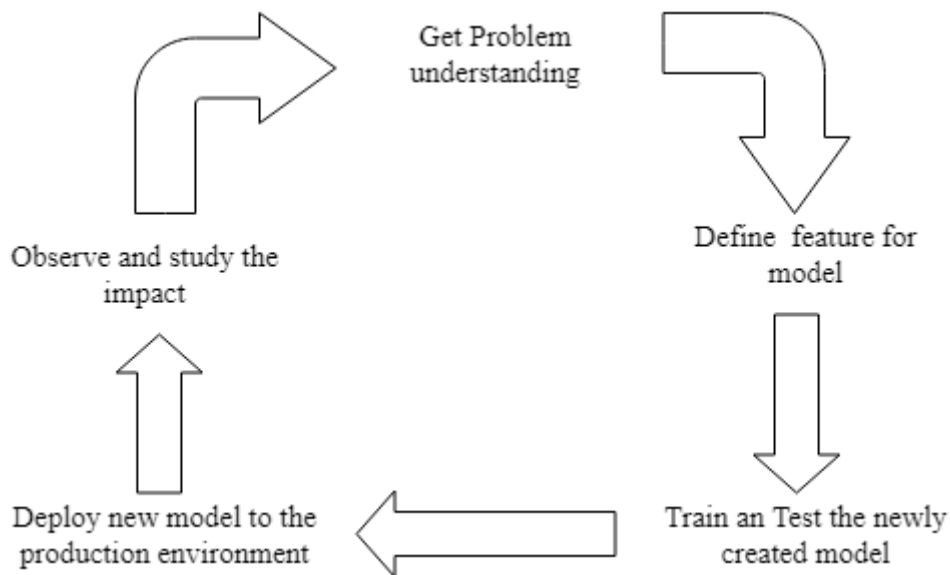 Get Problem
understanding
Define feature for
model
Train an Test the newly
created model
Deploy new model to the
production environment
Observe and study the
impact